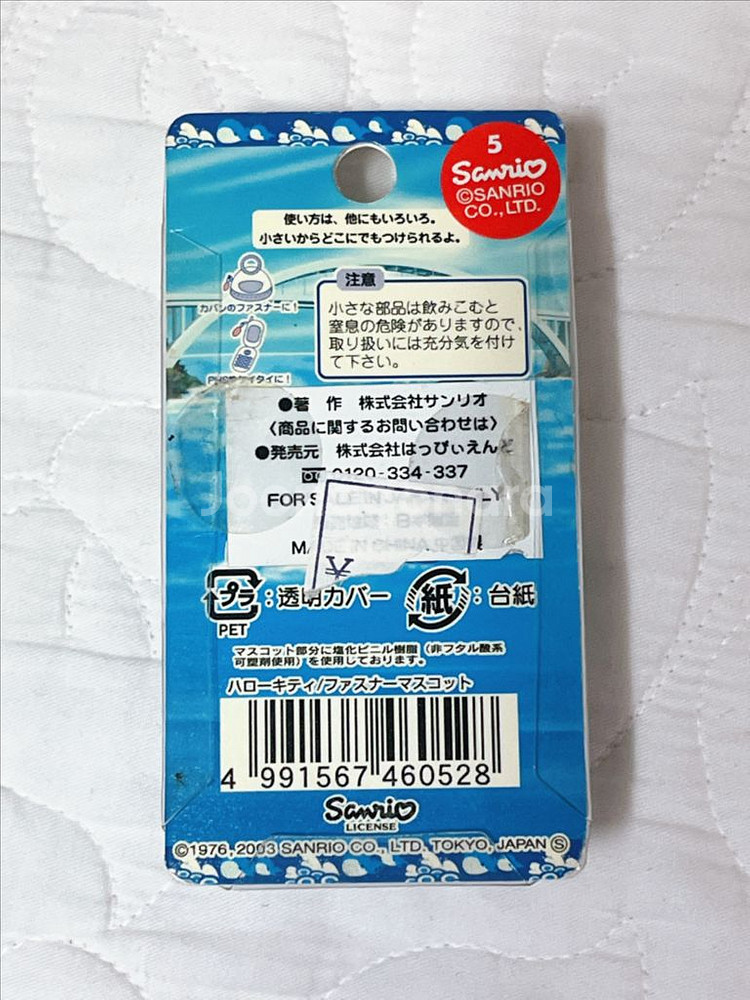 5
Sanrio
©SANRIO
CO.,LTD.
使い方は、他にもいろいろ。
小さいからどこにでもつけられるよ。
カバンのファスナーに!
注意
小さな部品は飲みこむと
窒息の危険がありますので、
取り扱いには充分気を付け
て下さい。
●著 作 株式会社サンリオ
〈商品に関するお問い合わせは〉
●発売元 株式会社はっぴぃえんど
0120-334-337
FOR
プラ:透明カバー
PET
紙:台紙
マスコット部分に塩化ビニル樹脂(非フタル酸系
可塑剤使用)を使用しております。
ハローキティ/ファスナーマスコット
4 991567 460528
Sanrio
LICENSE
©1976,2003 SANRIO CO., LTD. TOKYO, JAPAN Ⓢ